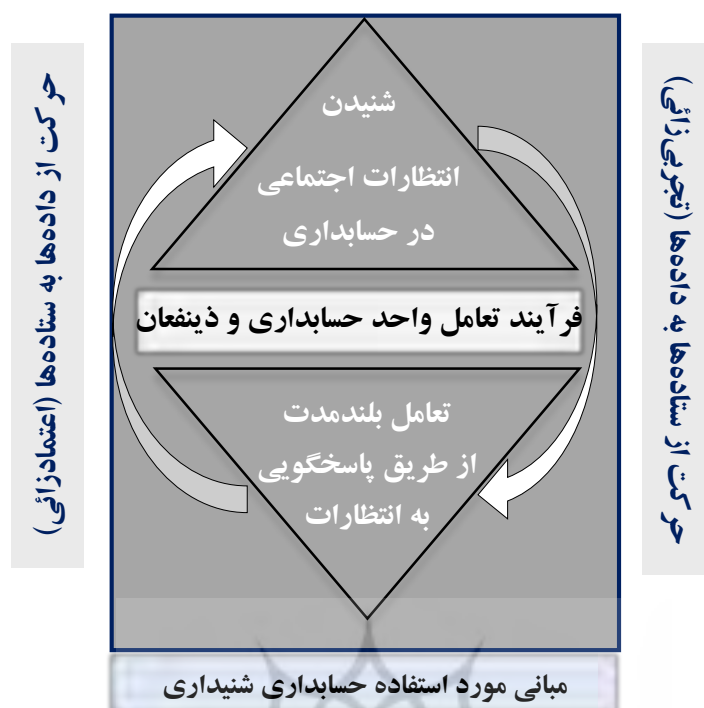 شنیدن
انتظارات اجتماعی
در حسابداری
فرآیند تعامل واحد حسابداری و ذینفعان
تعامل بلندمدت
از طریق پاسخگویی
به انتظارات
حرکت از ستاده‌ها به داده‌ها (تجربی‌زائی)
حرکت از داده‌ها به ستاده‌ها (اعتمادزائی)
مبانی مورد استفاده حسابداری شنیداری